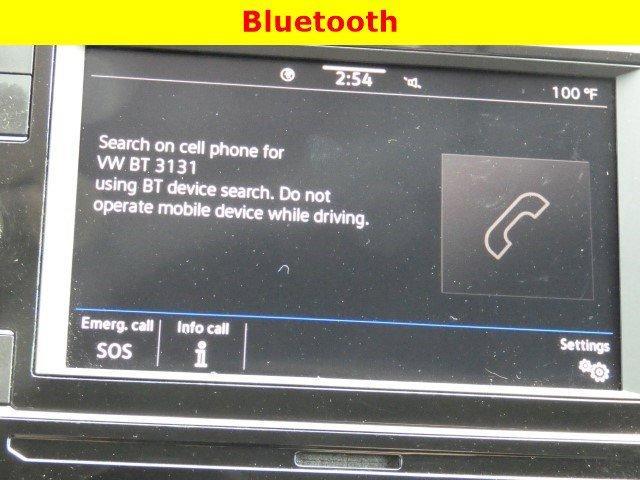 Bluetooth
2:54
100 °F
Search on cell phone for
VW BT 3131
using BT device search. Do not
operate mobile device while driving.
Emerg. call
SOS
Info call
i
Settings